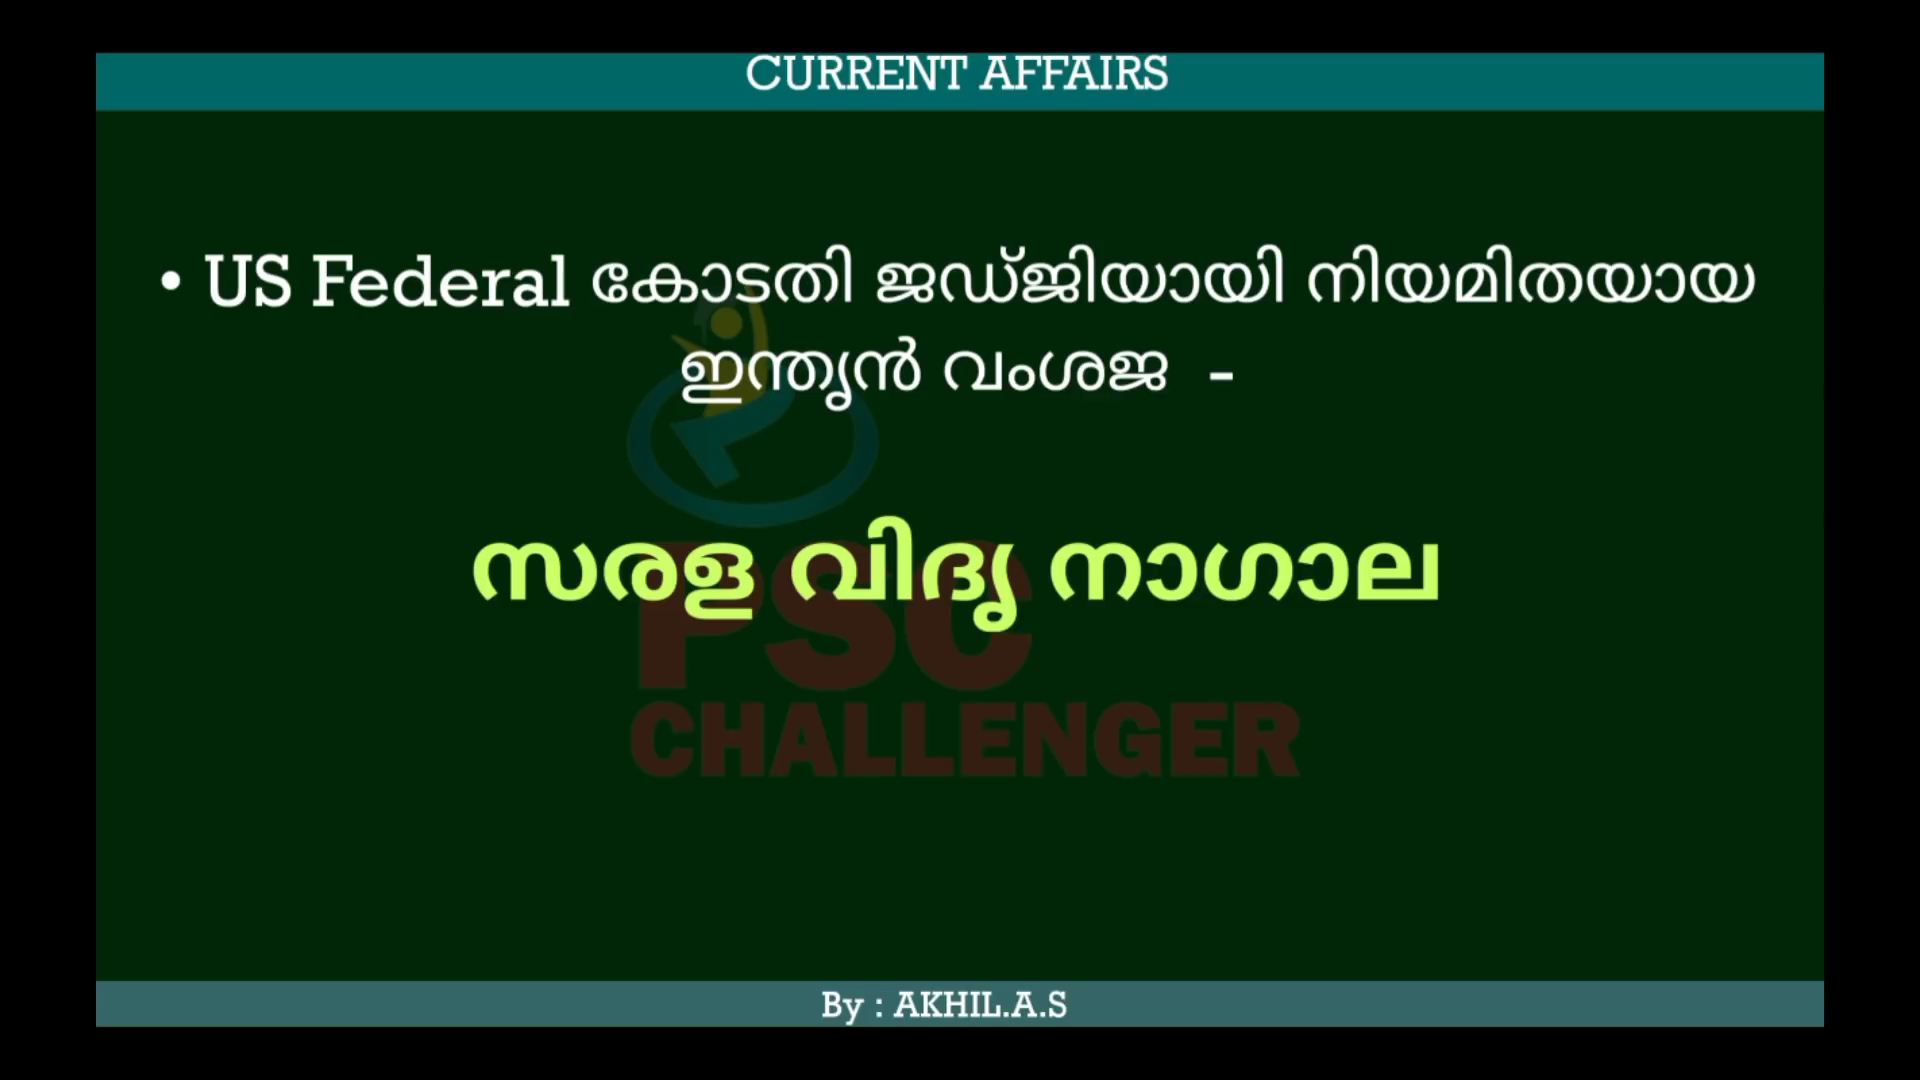 CURRENT AFFAIRS
• US Federal കോടതി ജഡ്ജിയായി നിയമിതയായ
ഇന്ത്യൻ വംശജ -
സരള വിദ്യ നാഗാല
PSC
CHALLENGER
By : AKHIL.A.S